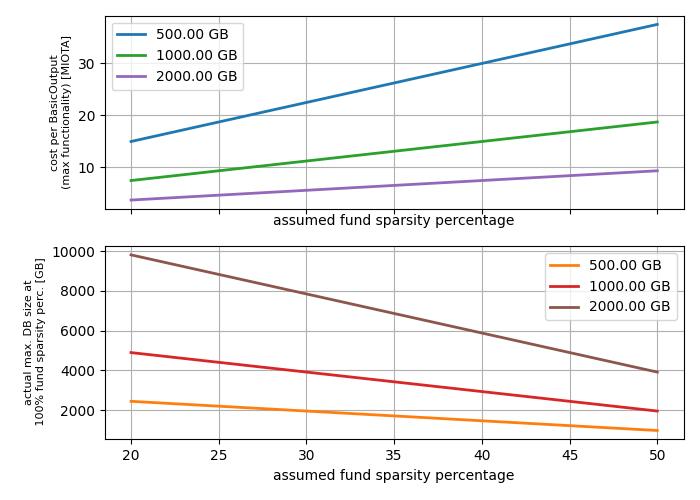 cost per BasicOutput
(max functionality) [MIOTA]
30
20
10
500.00 GB
1000.00 GB
2000.00 GB
assumed fund sparsity percentage
actual max. DB size at
100% fund sparsity perc. [GB]
10000
8000
6000
4000
2000
500.00 GB
1000.00 GB
2000.00 GB
20 25 30 35 40 45 50
assumed fund sparsity percentage